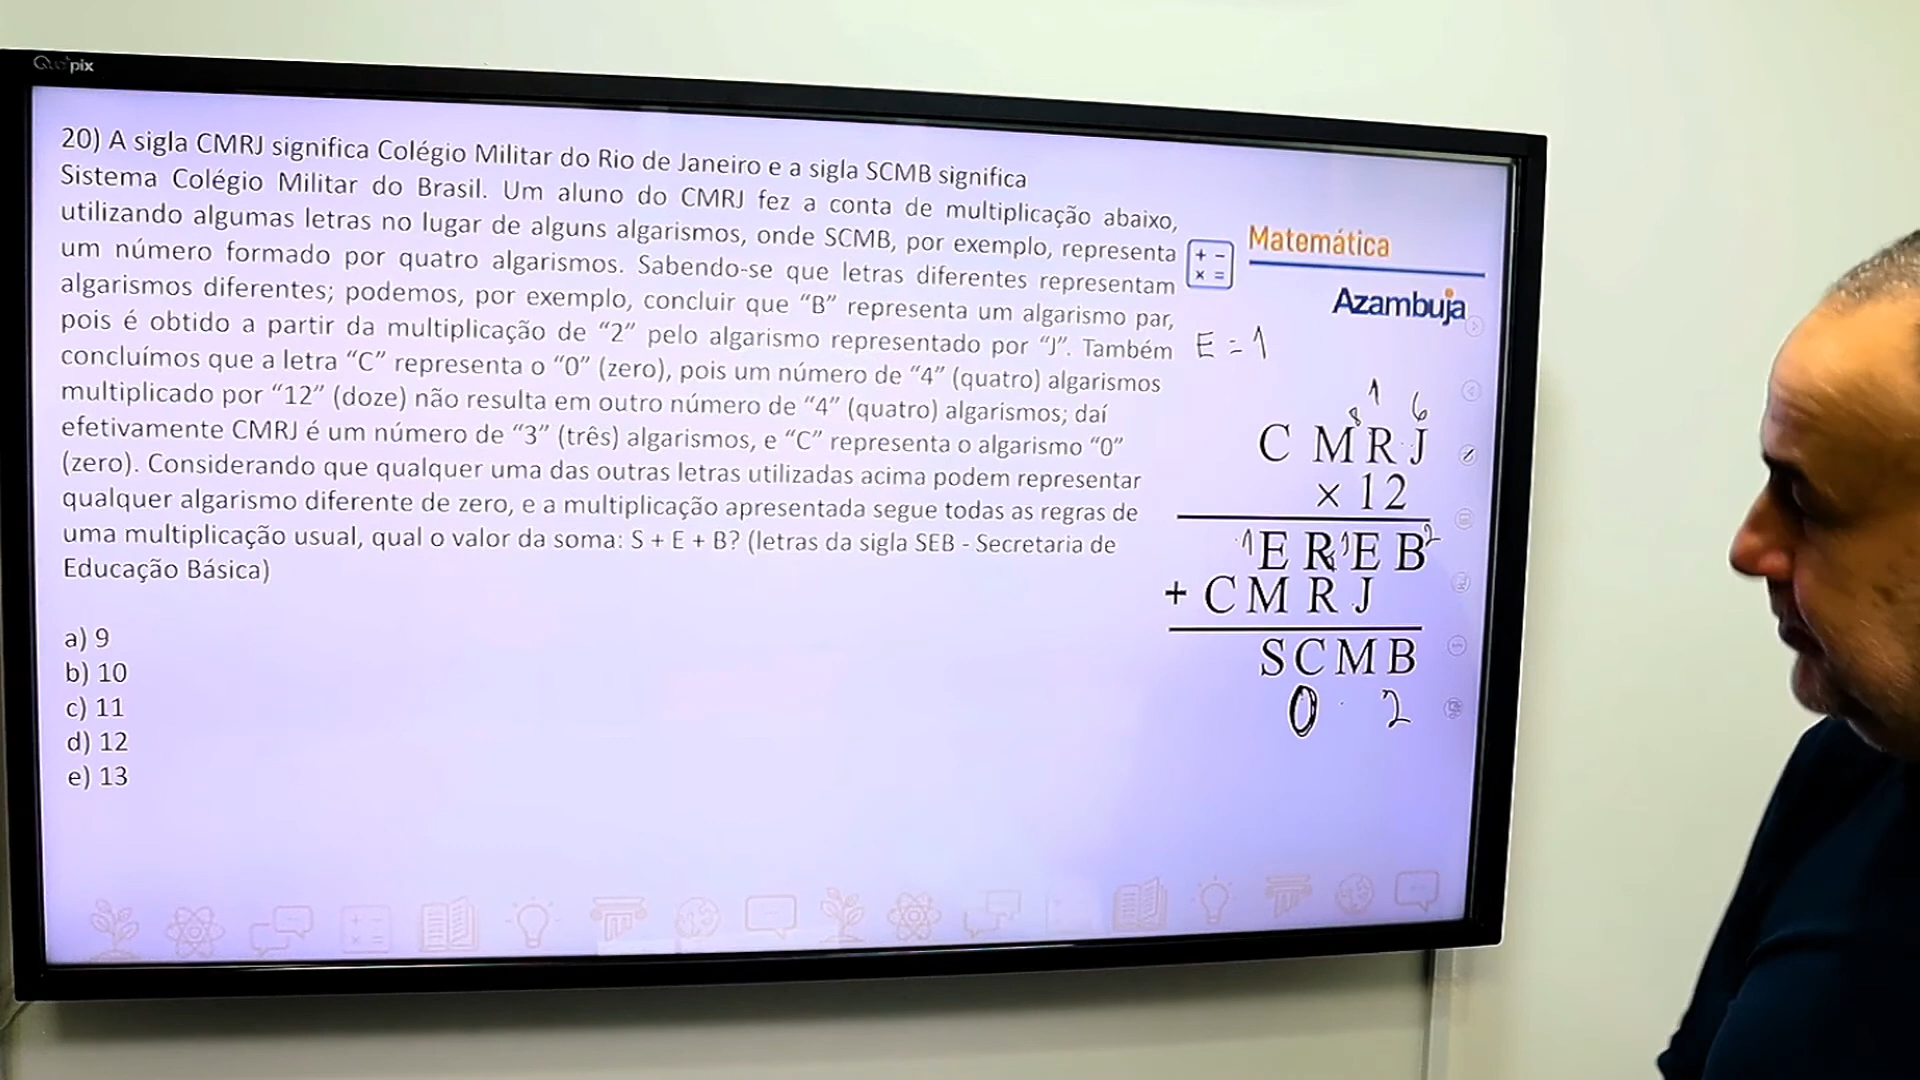 20) A sigla CMRJ significa Colégio Militar do Rio de Janeiro e a sigla SCMB significa
Sistema Colégio Militar do Brasil. Um aluno do CMRJ fez a conta de multiplicação abaixo,
utilizando algumas letras no lugar de alguns algarismos, onde SCMB, por exemplo, representa
um número formado por quatro algarismos. Sabendo-se que letras diferentes representam
algarismos diferentes; podemos, por exemplo, concluir que “B” representa um algarismo par,
pois é obtido a partir da multiplicação de “2” pelo algarismo representado por “J”. Também
concluímos que a letra “C” representa o “0” (zero), pois um número de “4” (quatro) algarismos
multiplicado por “12” (doze) não resulta em outro número de “4” (quatro) algarismos; daí
efetivamente CMRJ é um número de “3” (três) algarismos, e “C” representa o algarismo “0”
(zero). Considerando que qualquer uma das outras letras utilizadas acima podem representar
qualquer algarismo diferente de zero, e a multiplicação apresentada segue todas as regras de
uma multiplicação usual, qual o valor da soma: S + E + B? (letras da sigla SEB - Secretaria de
Educação Básica)
a) 9
b) 10
c) 11
d) 12
e) 13
+ −
× =
Matemática
Azambuja
E = 1
1 6
8
C M R J
× 12
1 E R 1 E B 2
+ C M R J
S C M B
0 2